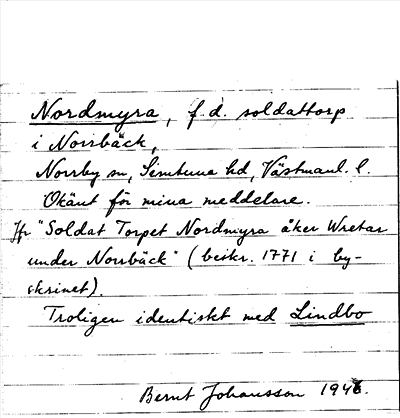 Nordmyra, f.d. soldattorp
i Norrbäck,
Norrby sn, Simtuna hd, Västmanl. l.
Okänt för mina meddelare.
Jfr "Soldat Torpet Nordmyra åker Wretar
under Norrbäck" (beskr. 1771 i by-
skrinet).
Troligen identiskt med Lindbo
Bernt Johansson 194